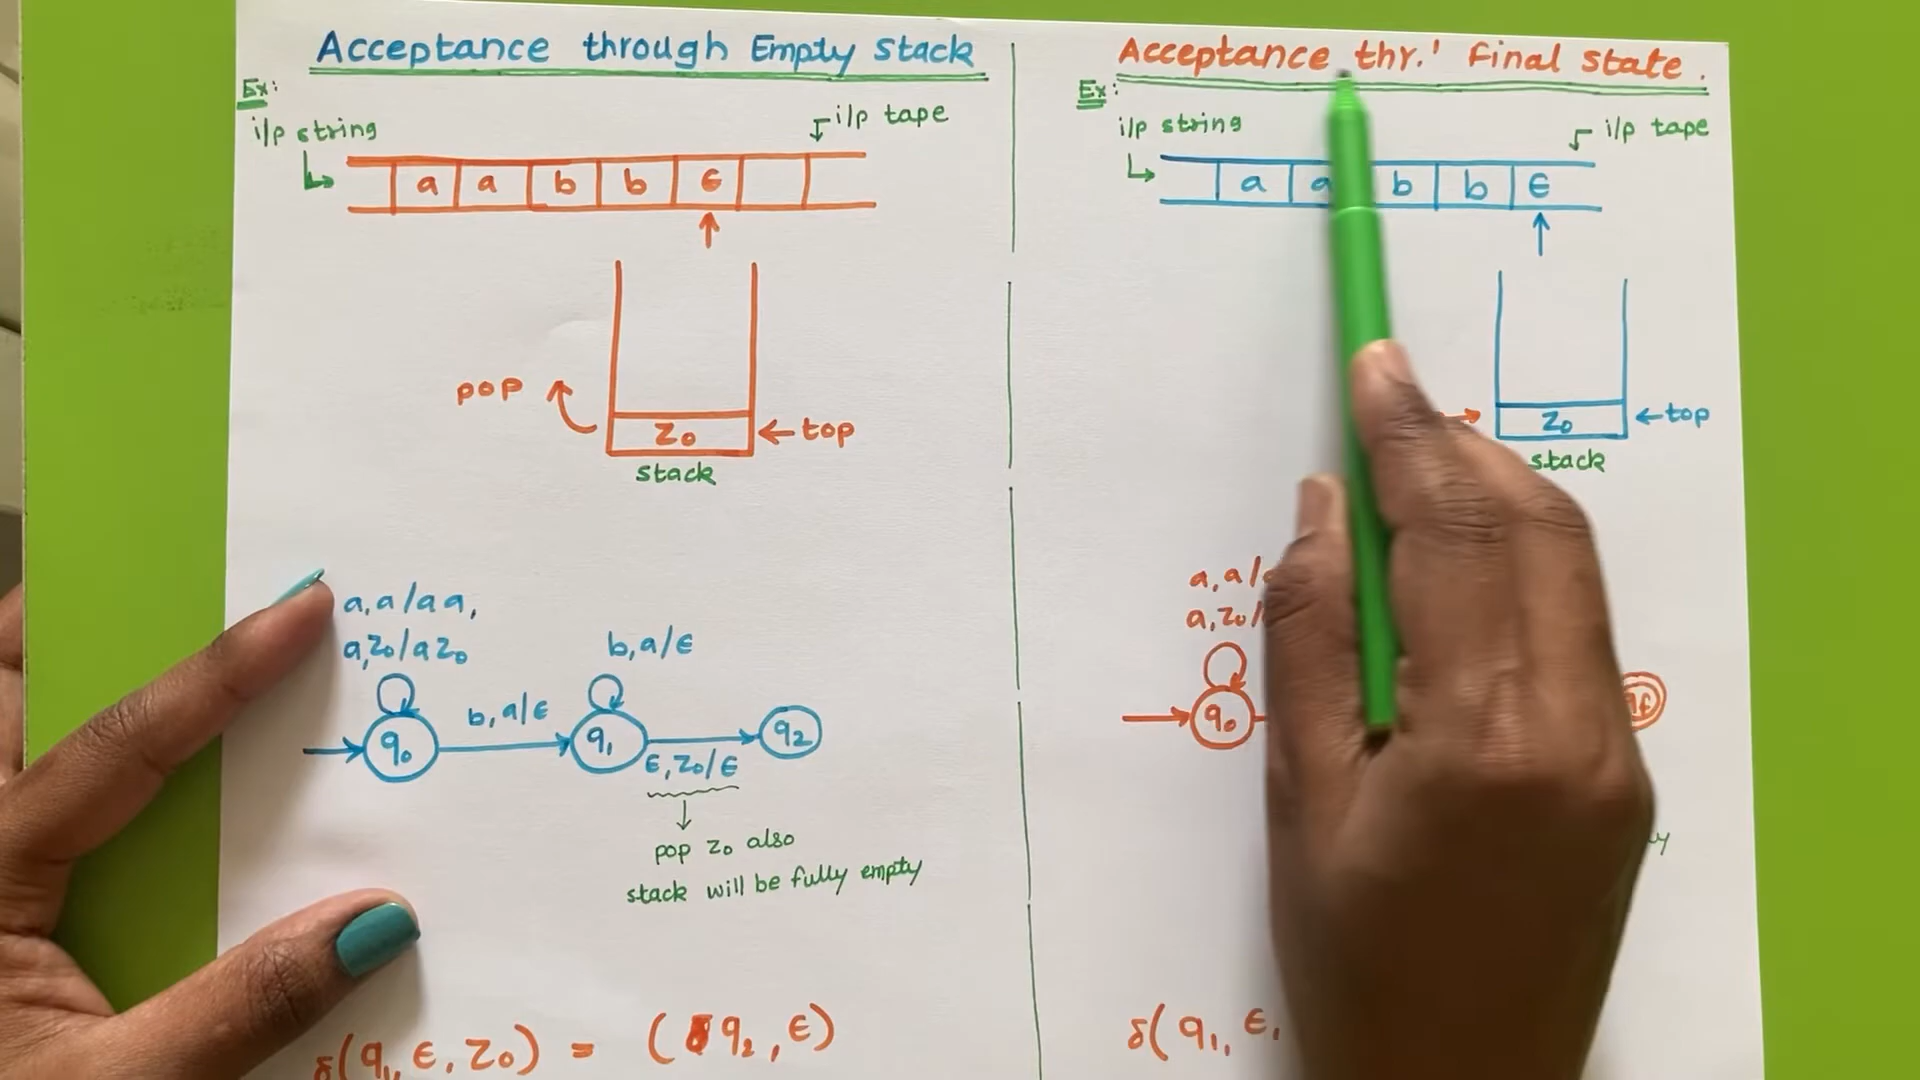 Acceptance through Empty Stack
Ex:
i/p string
i/p tape
a a b b ϵ
pop
Z0
top
stack
a,a/aa,
a,Z0/aZ0
b,a/ϵ
b,a/ϵ
q0
q1
q2
ϵ,Z0/ϵ
pop Z0 also
stack will be fully empty
δ(q1, ϵ, Z0) = (q2, ϵ)
Acceptance thr.' Final state.
Ex:
i/p string
i/p tape
a a b b ϵ
Z0
top
stack
a,a/
a,Z0/
q0
qf
δ(q1, ϵ,